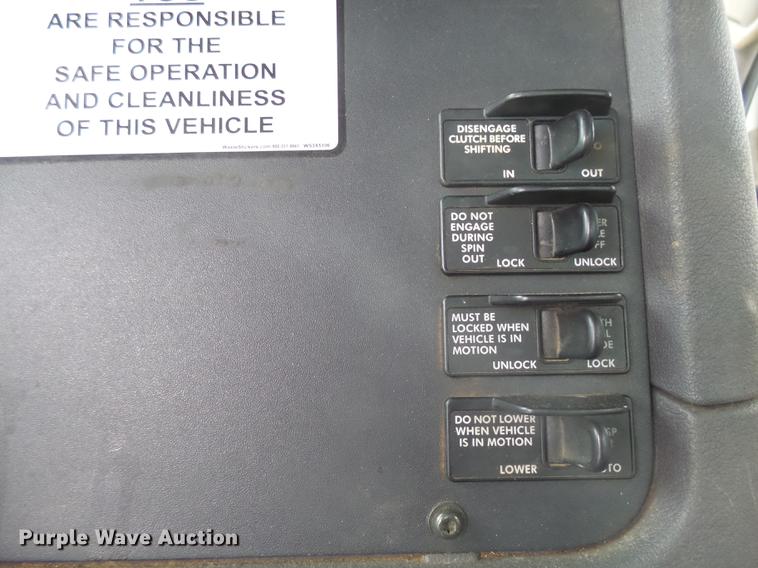 YOU
ARE RESPONSIBLE
FOR THE
SAFE OPERATION
AND CLEANLINESS
OF THIS VEHICLE
DISENGAGE
CLUTCH BEFORE
SHIFTING
IN OUT
DO NOT
ENGAGE
DURING
SPIN
OUT
LOCK UNLOCK
MUST BE
LOCKED WHEN
VEHICLE IS IN
MOTION
UNLOCK LOCK
DO NOT LOWER
WHEN VEHICLE
IS IN MOTION
LOWER
Purple Wave Auction